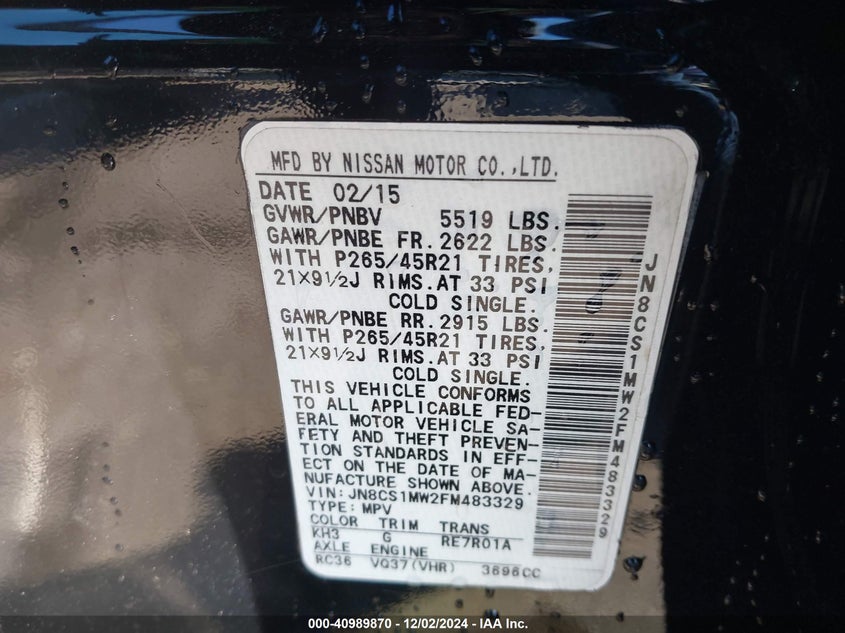 MFD BY NISSAN MOTOR CO.,LTD.
DATE 02/15
GVWR/PNBV 5519 LBS.
GAWR/PNBE FR.2622 LBS.
WITH P265/45R21 TIRES,
21X9½J RIMS.AT 33 PSI
COLD SINGLE.
GAWR/PNBE RR.2915 LBS.
WITH P265/45R21 TIRES,
21X9½J RIMS.AT 33 PSI
COLD SINGLE.
THIS VEHICLE CONFORMS
TO ALL APPLICABLE FED-
ERAL MOTOR VEHICLE SA-
FETY AND THEFT PREVEN-
TION STANDARDS IN EFF-
ECT ON THE DATE OF MA-
NUFACTURE SHOWN ABOVE.
VIN:JN8CS1MW2FM483329
TYPE:MPV
COLOR TRIM TRANS
KH3 G RE7R01A
AXLE ENGINE
RC36 VQ37(VHR) 3696CC
JN8CS1MW2FM483329
000-40989870 - 12/02/2024 - IAA Inc.